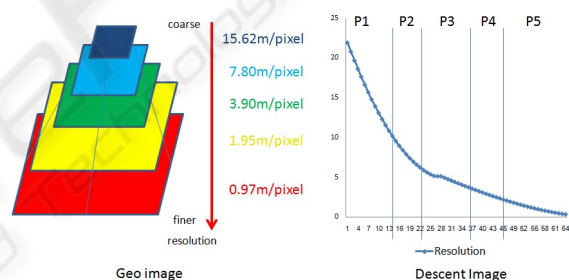 coarse
15.62m/pixel
7.80m/pixel
3.90m/pixel
1.95m/pixel
0.97m/pixel
finer
resolution
Geo image
25
20
15
10
5
0
P1 P2 P3 P4 P5
1 4 7 10 13 16 19 22 25 28 31 34 37 40 43 46 49 52 55 58 61 64
Resolution
Descent Image